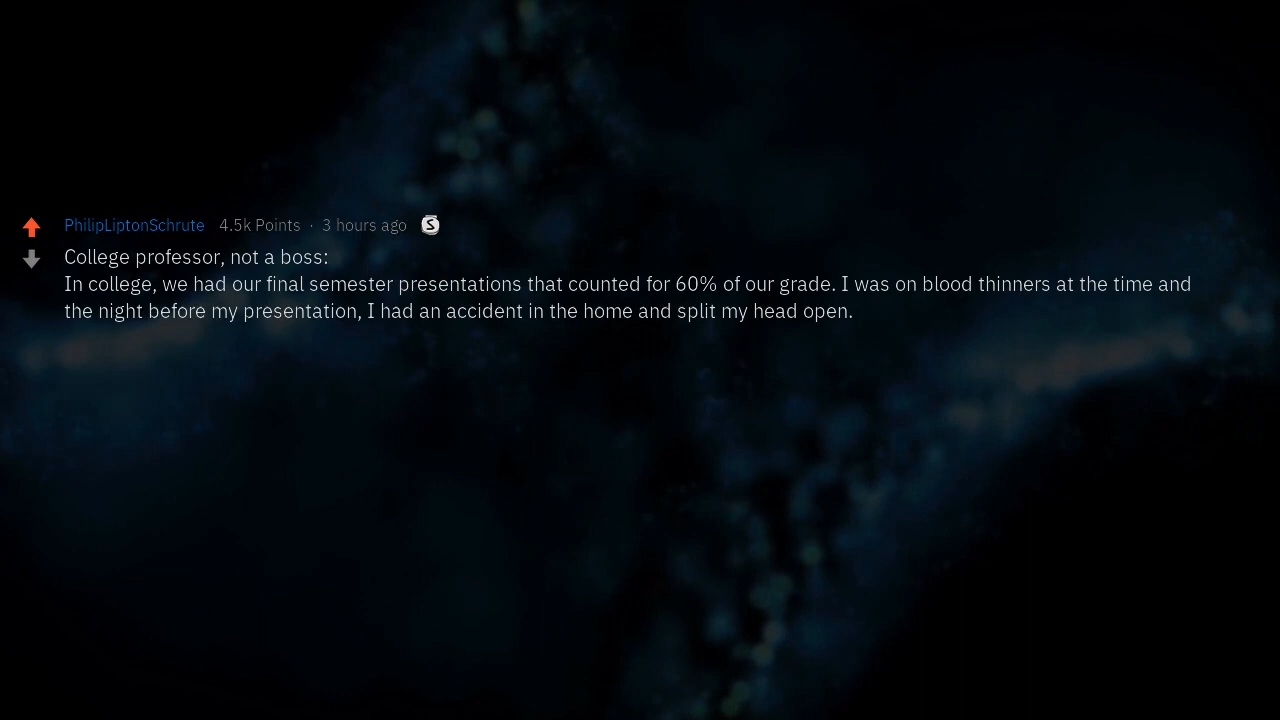 PhilipLiptonSchrute 4.5k Points · 3 hours ago S
College professor, not a boss:
In college, we had our final semester presentations that counted for 60% of our grade. I was on blood thinners at the time and
the night before my presentation, I had an accident in the home and split my head open.